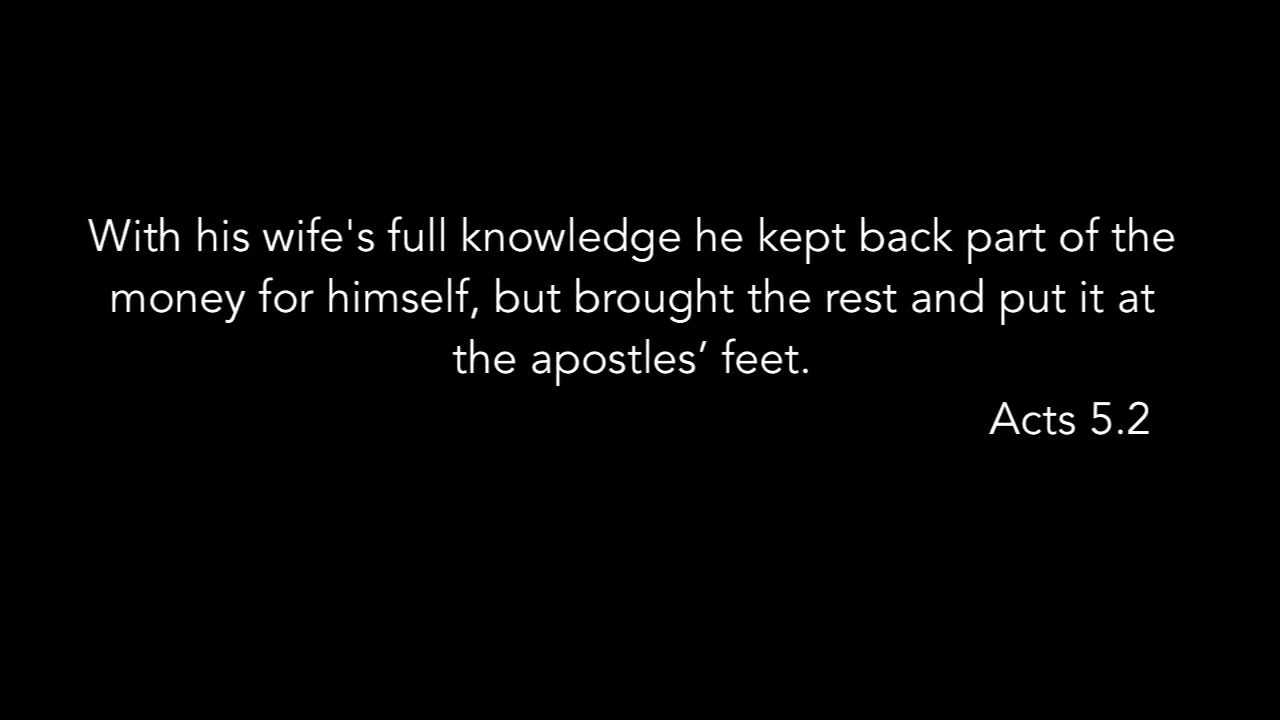 With his wife's full knowledge he kept back part of the
money for himself, but brought the rest and put it at
the apostles’ feet.
Acts 5.2